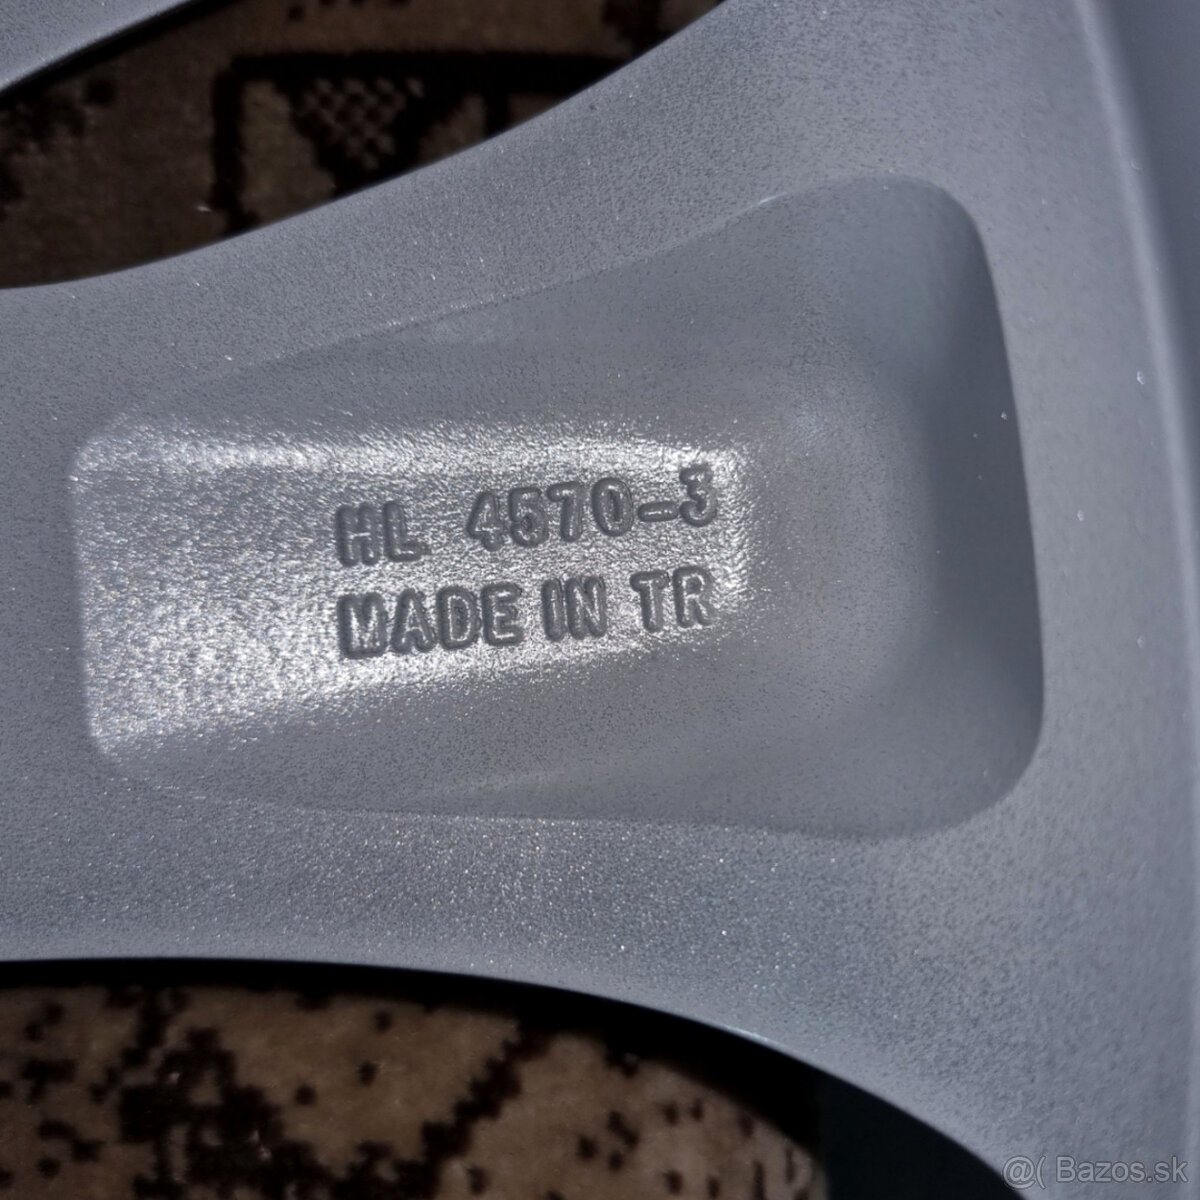 HL 4570-3
MADE IN TR
@( Bazos.sk